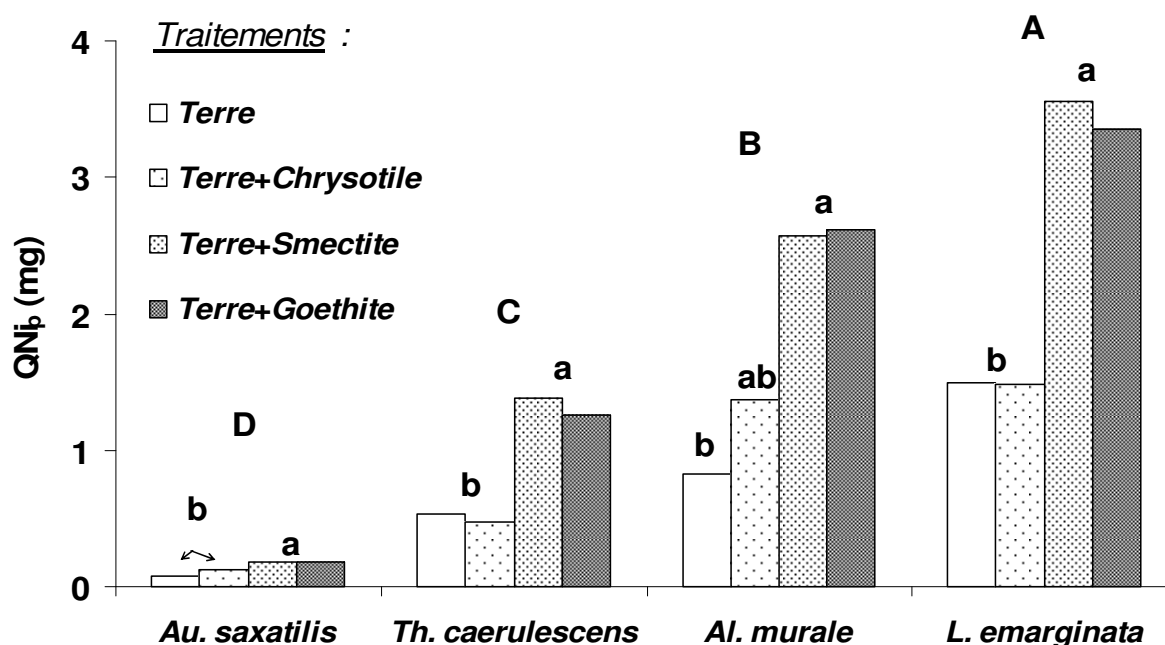 Traitements :
Terre
Terre+Chrysotile
Terre+Smectite
Terre+Goethite
QNip (mg)
4
3
2
1
0
A
a
B
a
C
a
ab
b
D
b
b
b
a
Au. saxatilis
Th. caerulescens
Al. murale
L. emarginata